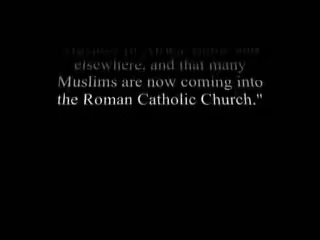 elsewhere, and that many
Muslims are now coming into
the Roman Catholic Church."